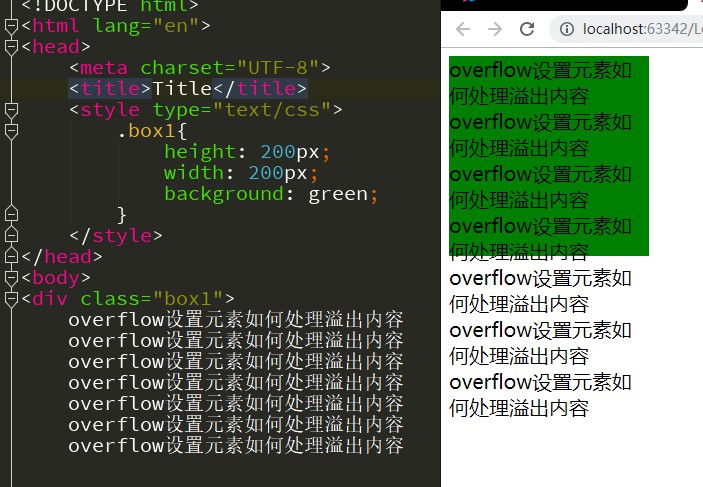 <!DOCTYPE html>
<html lang="en">
<head>
<meta charset="UTF-8">
<title>Title</title>
<style type="text/css">
.box1{
height: 200px;
width: 200px;
background: green;
}
</style>
</head>
<body>
<div class="box1">
overflow设置元素如何处理溢出内容
overflow设置元素如何处理溢出内容
overflow设置元素如何处理溢出内容
overflow设置元素如何处理溢出内容
overflow设置元素如何处理溢出内容
overflow设置元素如何处理溢出内容
overflow设置元素如何处理溢出内容
localhost:63342/L
overflow设置元素如
何处理溢出内容
overflow设置元素如
何处理溢出内容
overflow设置元素如
何处理溢出内容
overflow设置元素如
何处理溢出内容
overflow设置元素如
何处理溢出内容
overflow设置元素如
何处理溢出内容
overflow设置元素如
何处理溢出内容